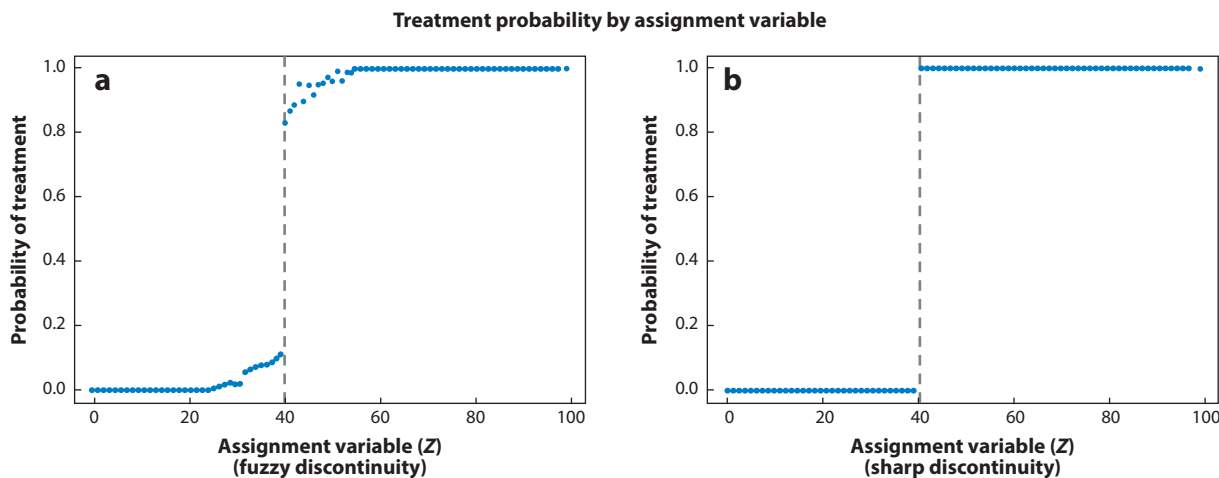 Treatment probability by assignment variable
a
Probability of treatment
1.0
0.8
0.6
0.4
0.2
0.0
0 20 40 60 80 100
Assignment variable (Z)
(fuzzy discontinuity)
b
Probability of treatment
1.0
0.8
0.6
0.4
0.2
0.0
0 20 40 60 80 100
Assignment variable (Z)
(sharp discontinuity)